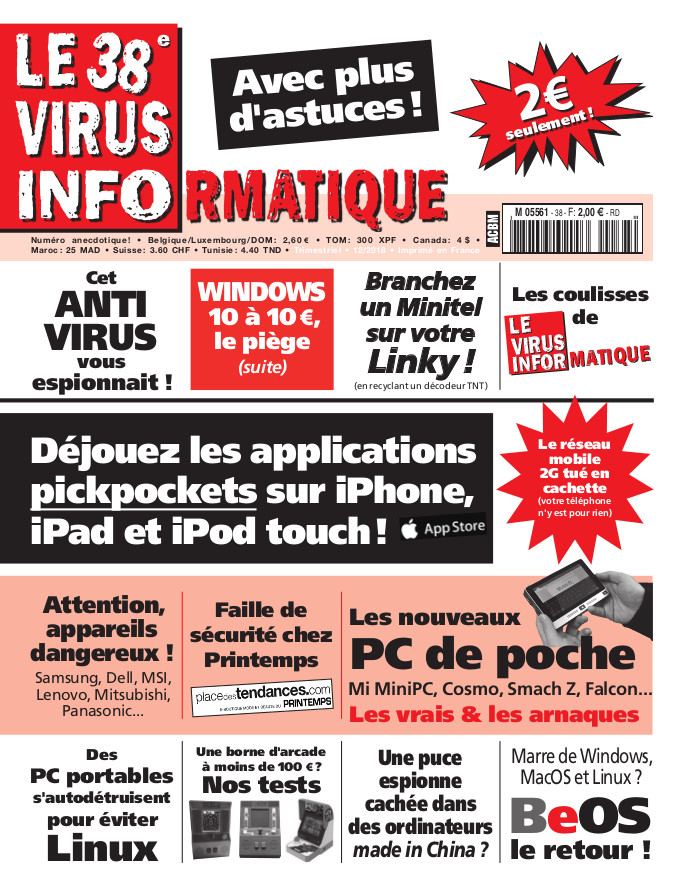 LE 38e
VIRUS
INFORMATIQUE
Avec plus
d'astuces !
2€
seulement !
ACBM
M 05561 - 38 - F: 2,00 € - RD
Numéro anecdotique! • Belgique/Luxembourg/DOM: 2,60 € • TOM: 300 XPF • Canada: 4 $ •
Maroc: 25 MAD • Suisse: 3.60 CHF • Tunisie: 4.40 TND • Trimestriel • 12/2018 • Imprimé en France
Cet
ANTI
VIRUS
vous
espionnait !
WINDOWS
10 à 10 €,
le piège
(suite)
Branchez
un Minitel
sur votre
Linky !
(en recyclant un décodeur TNT)
Les coulisses
de
LE
VIRUS
INFORMATIQUE
Déjouez les applications
pickpockets sur iPhone,
iPad et iPod touch !
App Store
Le réseau
mobile
2G tué en
cachette
(votre téléphone
n'y est pour rien)
Attention,
appareils
dangereux !
Samsung, Dell, MSI,
Lenovo, Mitsubishi,
Panasonic...
Faille de
sécurité chez
Printemps
placedestendances.com
PRINTEMPS
Les nouveaux
PC de poche
Mi MiniPC, Cosmo, Smach Z, Falcon...
Les vrais & les arnaques
Des
PC portables
s'autodétruisent
pour éviter
Linux
Une borne d'arcade
à moins de 100 € ?
Nos tests
Une puce
espionne
cachée dans
des ordinateurs
made in China ?
Marre de Windows,
MacOS et Linux ?
BeOS
le retour !